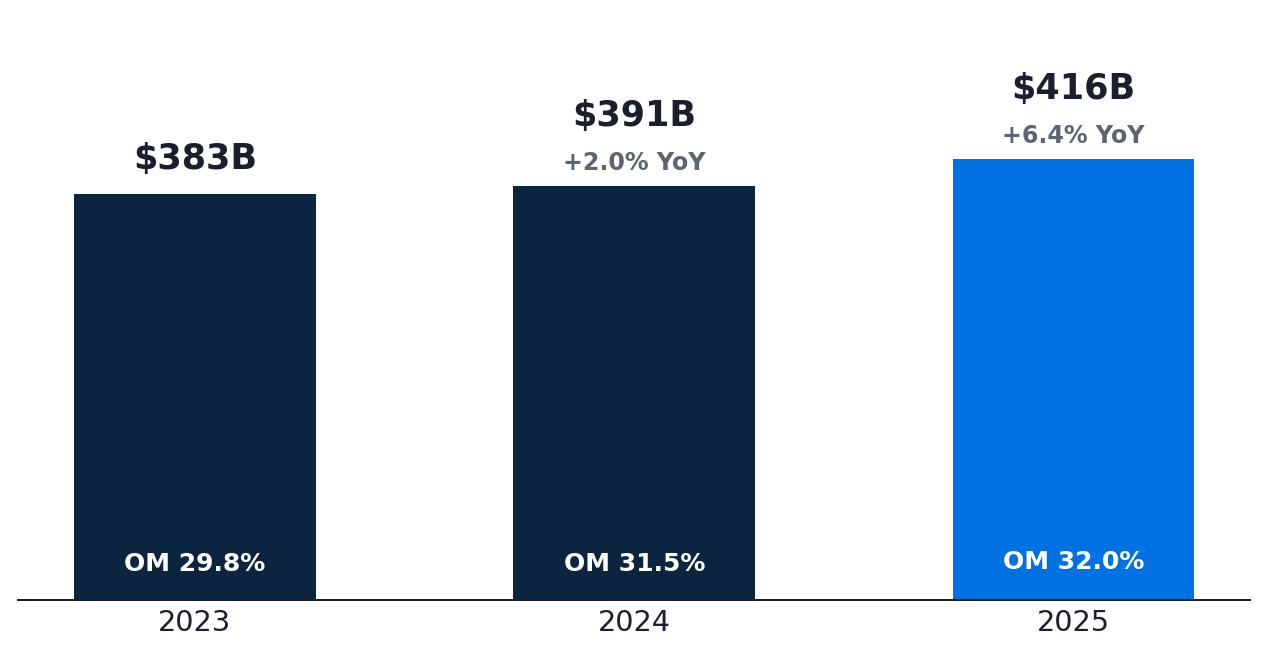 $383B
$391B
+2.0% YoY
$416B
+6.4% YoY
OM 29.8%
OM 31.5%
OM 32.0%
2023
2024
2025